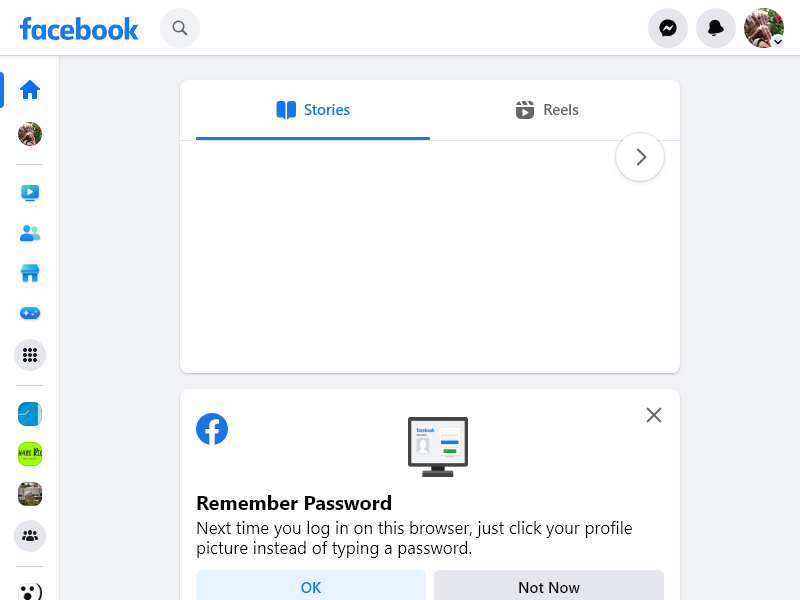 facebook
Stories
Reels
facebook
Remember Password
Next time you log in on this browser, just click your profile
picture instead of typing a password.
OK
Not Now